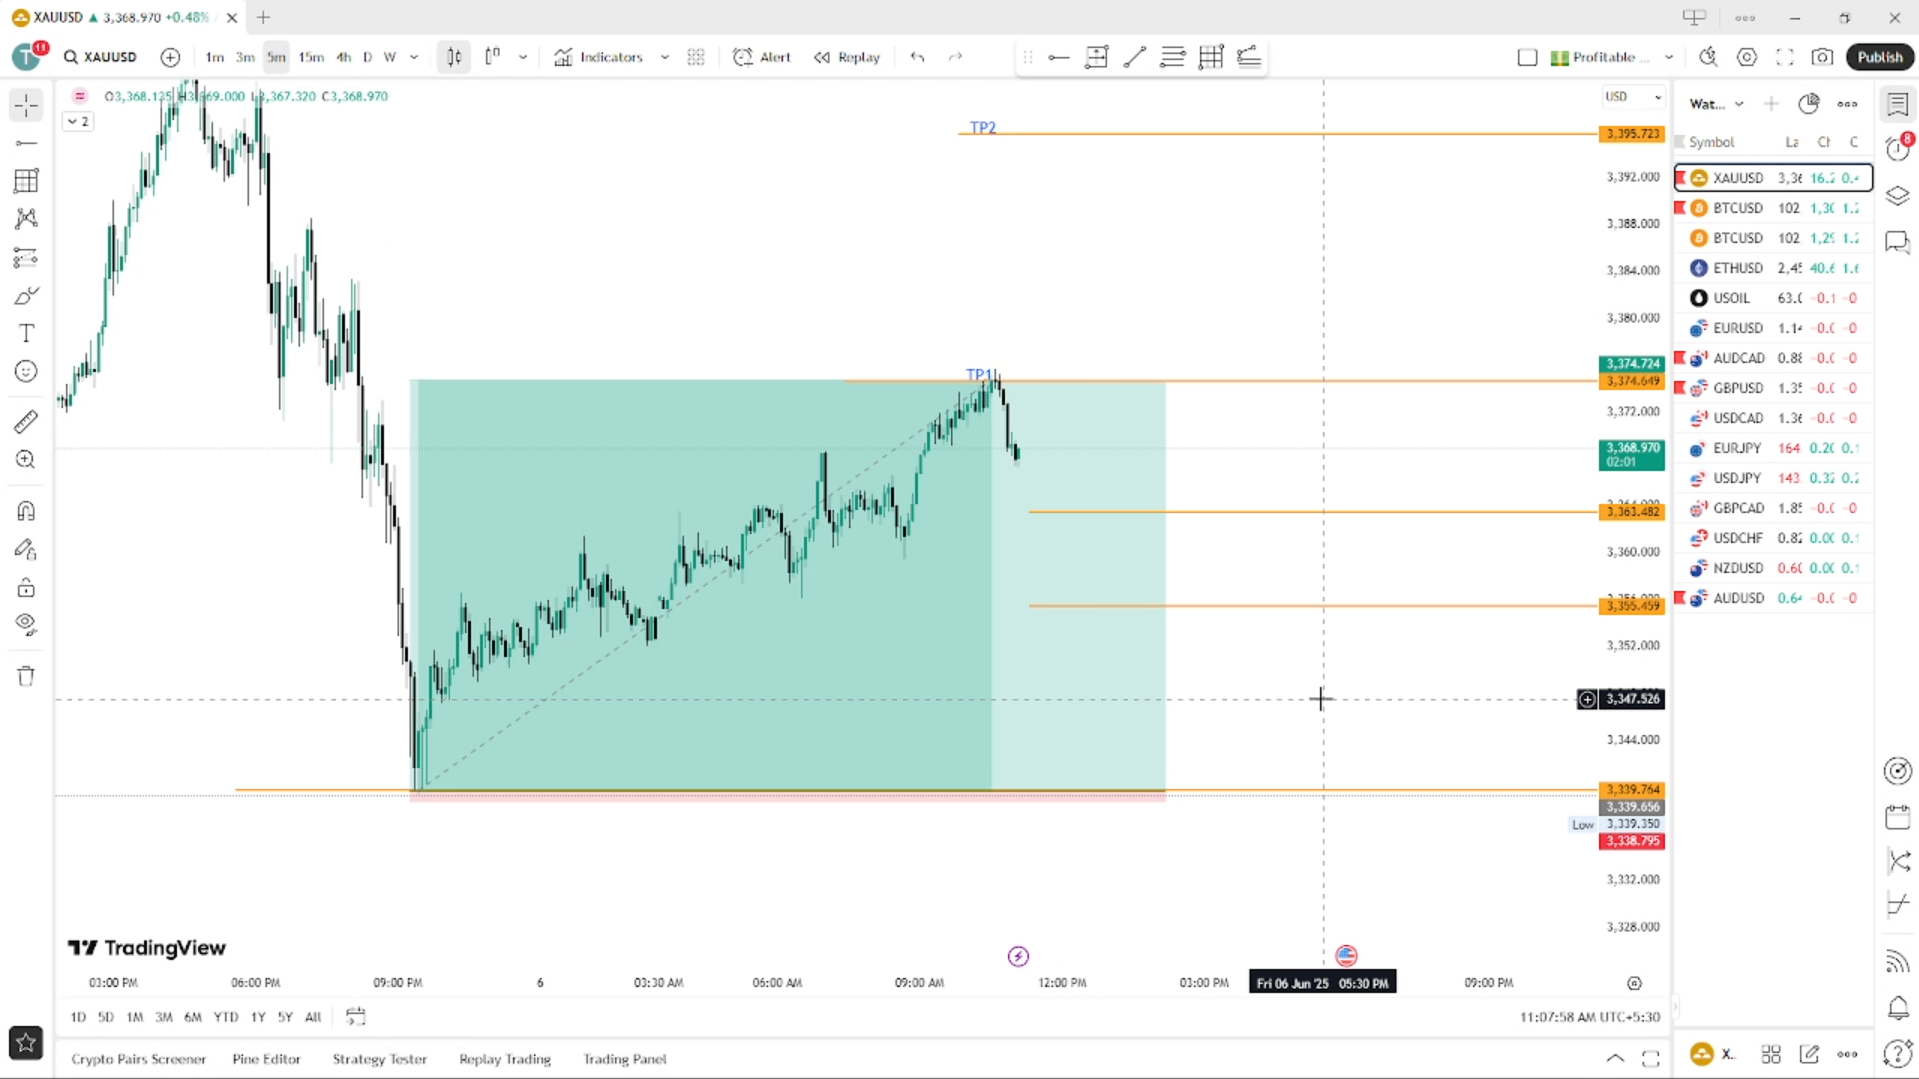 XAUUSD ▲ 3,368.970 +0.48%
T 11 XAUUSD 1m 3m 5m 15m 4h D W Indicators Alert Replay Profitable ... Publish
O3,368.135 H3,369.000 L3,367.320 C3,368.970
2
TP2
TP1
USD
3,395.723
3,392.000
3,388.000
3,384.000
3,380.000
3,374.724
3,374.649
3,372.000
3,368.970
02:01
3,363.482
3,360.000
3,355.459
3,352.000
3,347.526
3,344.000
3,339.764
3,339.656
Low 3,339.350
3,338.795
3,332.000
3,328.000
Wat...
Symbol La Cł C
XAUUSD 3,36 16.2 0.4
BTCUSD 102 1,30 1.2
BTCUSD 102 1,29 1.2
ETHUSD 2,45 40.6 1.6
USOIL 63.0 −0.1 −0
EURUSD 1.14 −0.0 −0
AUDCAD 0.88 −0.0 −0
GBPUSD 1.35 −0.0 −0
USDCAD 1.36 −0.0 −0
EURJPY 164 0.20 0.1
USDJPY 143 0.32 0.2
GBPCAD 1.85 −0.0 −0
USDCHF 0.82 0.00 0.1
NZDUSD 0.60 0.00 0.1
AUDUSD 0.64 −0.0 −0
8
TradingView
03:00 PM 06:00 PM 09:00 PM 6 03:30 AM 06:00 AM 09:00 AM 12:00 PM 03:00 PM Fri 06 Jun '25 05:30 PM 09:00 PM
1D 5D 1M 3M 6M YTD 1Y 5Y All 11:07:58 AM UTC+5:30
Crypto Pairs Screener Pine Editor Strategy Tester Replay Trading Trading Panel
X..